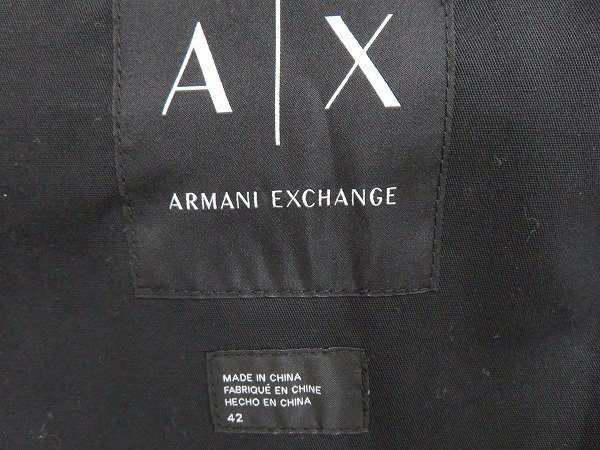 A|X
ARMANI EXCHANGE
MADE IN CHINA
FABRIQUÉ EN CHINE
HECHO EN CHINA
42